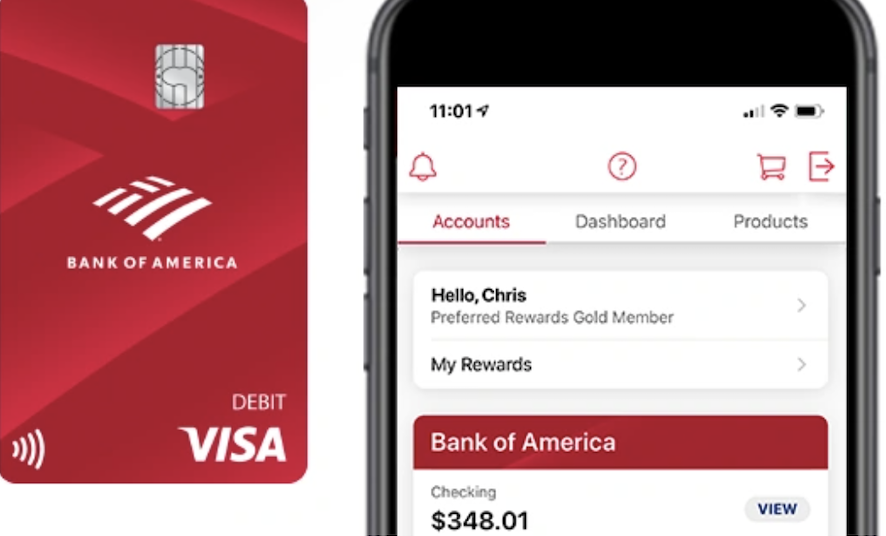 BANK OF AMERICA
DEBIT
VISA
11:01
Accounts Dashboard Products
Hello, Chris
Preferred Rewards Gold Member
My Rewards
Bank of America
Checking
$348.01
VIEW